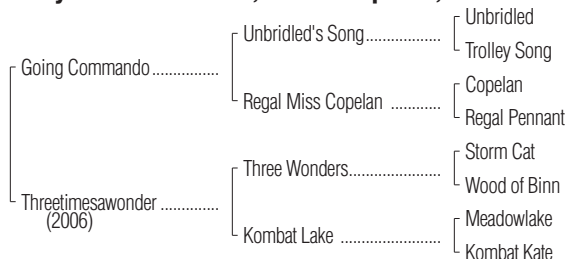 Unbridled
Unbridled's Song
Trolley Song
Going Commando
Copelan
Regal Miss Copelan
Regal Pennant
Storm Cat
Three Wonders
Wood of Binn
Threetimesawonder
(2006)
Meadowlake
Kombat Lake
Kombat Kate